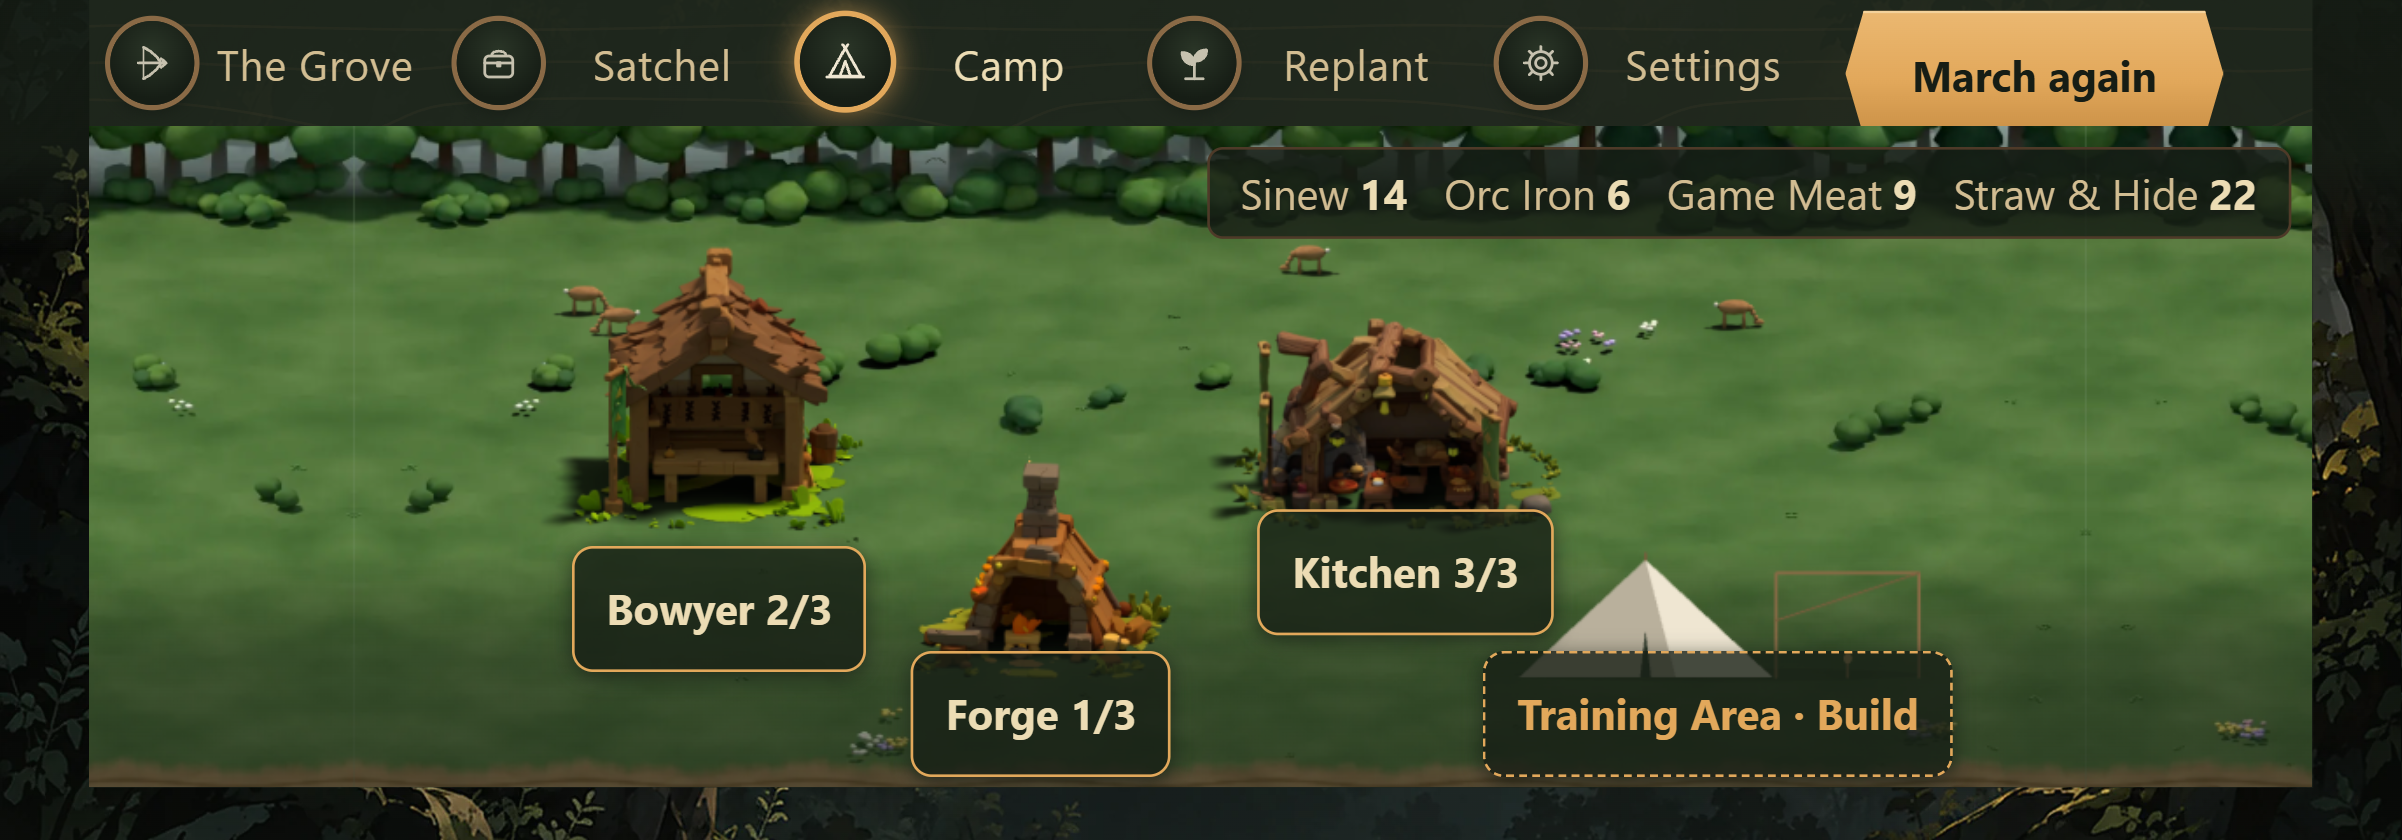 The Grove Satchel Camp Replant Settings March again
Sinew 14 Orc Iron 6 Game Meat 9 Straw & Hide 22
Kitchen 3/3
Bowyer 2/3
Forge 1/3 Training Area · Build